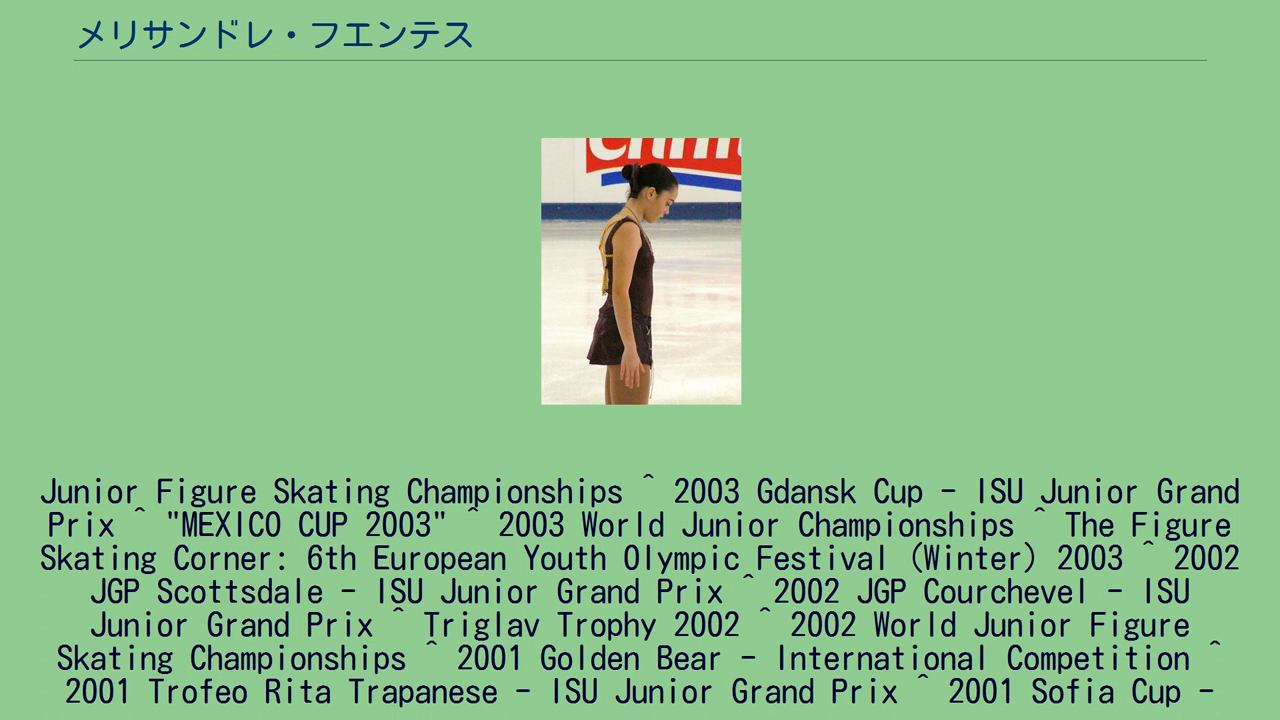 メリサンドレ・フエンテス
Junior Figure Skating Championships ^ 2003 Gdansk Cup - ISU Junior Grand
Prix ^ "MEXICO CUP 2003" ^ 2003 World Junior Championships ^ The Figure
Skating Corner: 6th European Youth Olympic Festival (Winter) 2003 ^ 2002
JGP Scottsdale - ISU Junior Grand Prix ^ 2002 JGP Courchevel - ISU
Junior Grand Prix ^ Triglav Trophy 2002 ^ 2002 World Junior Figure
Skating Championships ^ 2001 Golden Bear - International Competition ^
2001 Trofeo Rita Trapanese - ISU Junior Grand Prix ^ 2001 Sofia Cup -